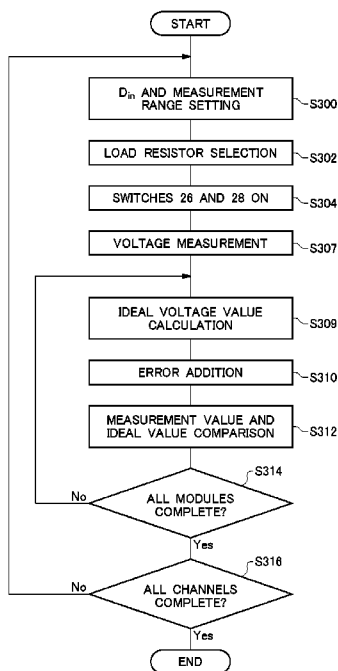 START
Din AND MEASUREMENT
RANGE SETTING
S300
LOAD RESISTOR SELECTION
S302
SWITCHES 26 AND 28 ON
S304
VOLTAGE MEASUREMENT
S307
IDEAL VOLTAGE VALUE
CALCULATION
S309
ERROR ADDITION
S310
MEASUREMENT VALUE AND
IDEAL VALUE COMPARISON
S312
S314
No
ALL MODULES
COMPLETE?
Yes
S316
No
ALL CHANNELS
COMPLETE?
Yes
END